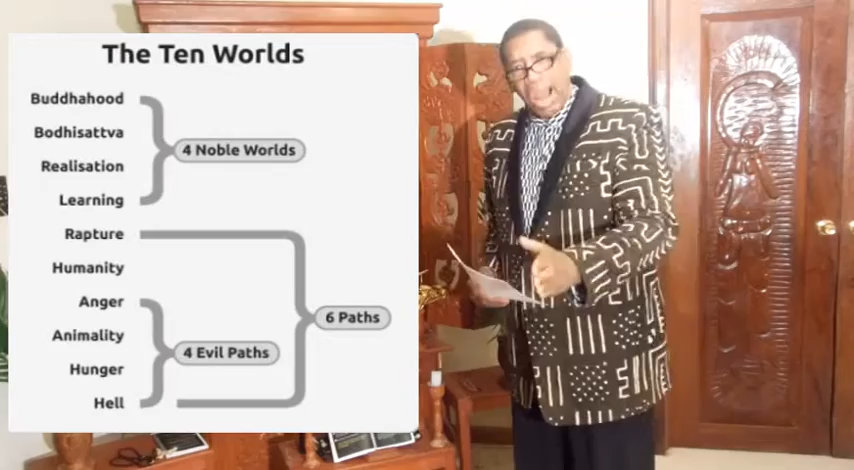 The Ten Worlds
Buddhahood
Bodhisattva
4 Noble Worlds
Realisation
Learning
Rapture
Humanity
Anger
6 Paths
Animality
4 Evil Paths
Hunger
Hell